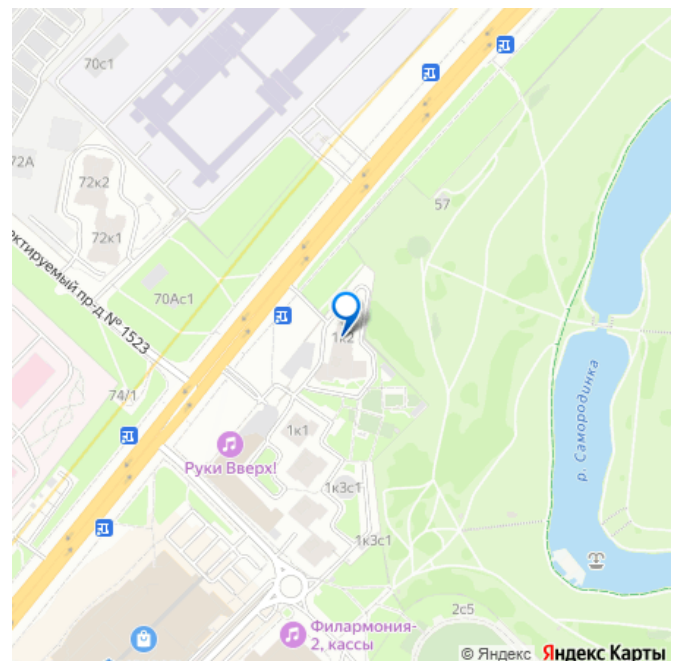 70с1
72А
72к2
57
72к1
ектируемый пр-д № 1523
70Ас1
1к2
74/1
1к1
Руки Вверх!
р. Самородинка
1к3с1
1к3с1
2с5
Филармония-
2, кассы
© Яндекс Яндекс Карты